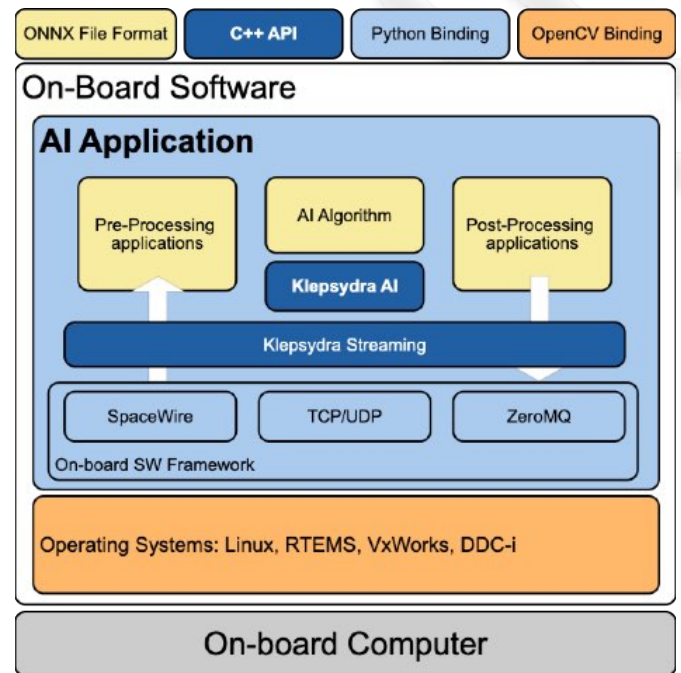 ONNX File Format
C++ API
Python Binding
OpenCV Binding
On-Board Software
AI Application
Pre-Processing
applications
AI Algorithm
Post-Processing
applications
Klepsydra AI
Klepsydra Streaming
SpaceWire
TCP/UDP
ZeroMQ
On-board SW Framework
Operating Systems: Linux, RTEMS, VxWorks, DDC-i
On-board Computer